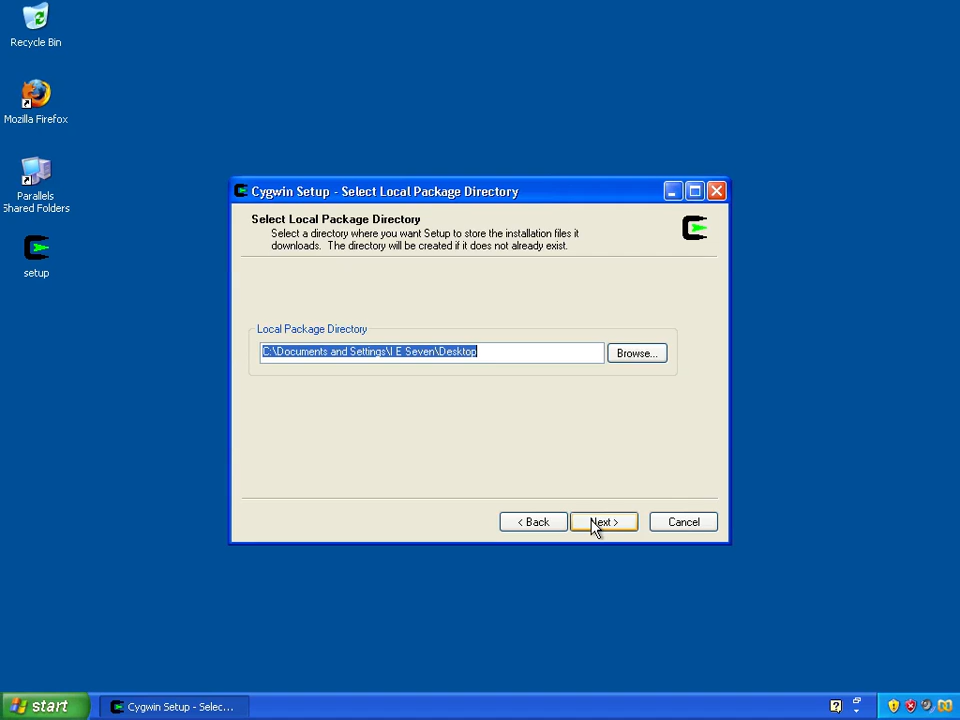 Recycle Bin
Mozilla Firefox
Parallels
Shared Folders
setup
Cygwin Setup - Select Local Package Directory
Select Local Package Directory
Select a directory where you want Setup to store the installation files it
downloads.  The directory will be created if it does not already exist.
Local Package Directory
C:\Documents and Settings\I E Seven\Desktop
Browse...
< Back
Next >
Cancel
start
Cygwin Setup - Selec...